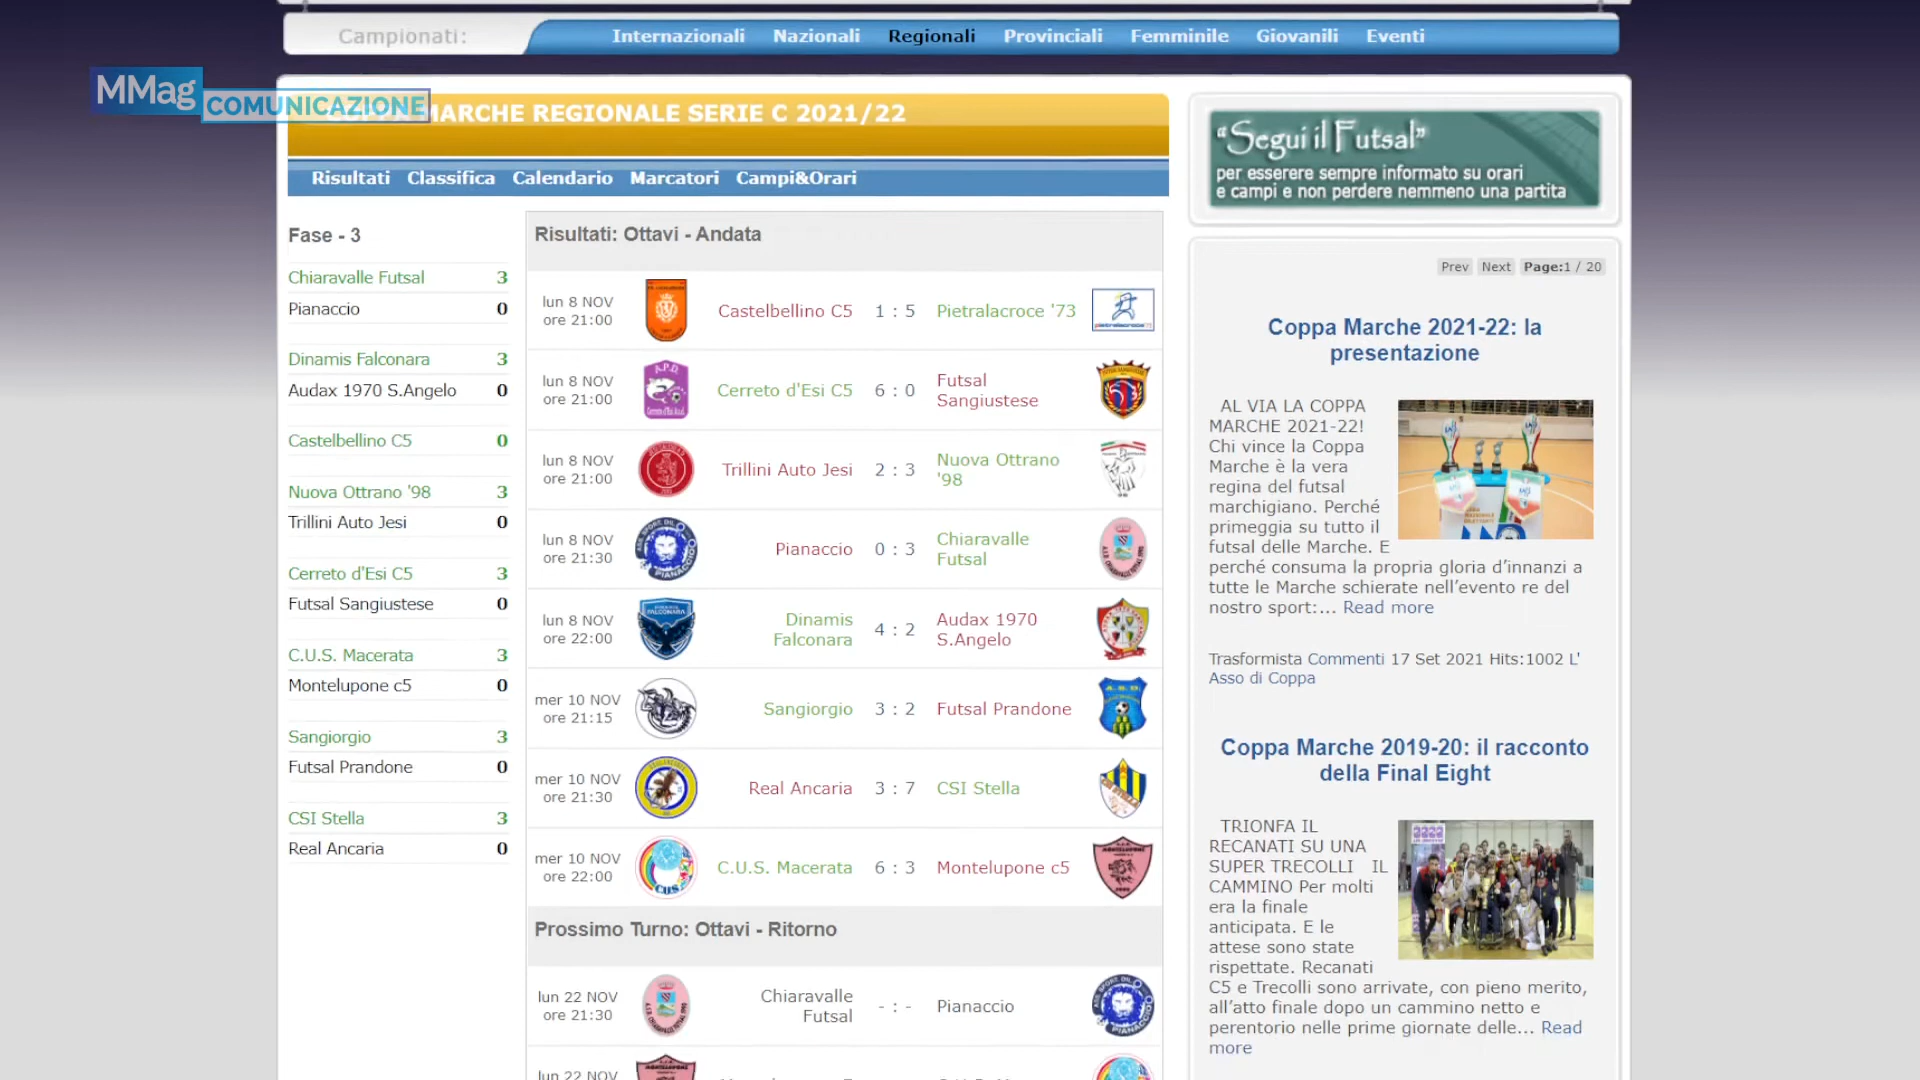 Campionati:
Internazionali Nazionali Regionali Provinciali Femminile Giovanili Eventi
MMag
COMUNICAZIONE
MARCHE REGIONALE SERIE C 2021/22
Risultati Classifica Calendario Marcatori Campi&Orari
Fase - 3
Chiaravalle Futsal 3
Pianaccio 0
Dinamis Falconara 3
Audax 1970 S.Angelo 0
Castelbellino C5 0
Nuova Ottrano '98 3
Trillini Auto Jesi 0
Cerreto d'Esi C5 3
Futsal Sangiustese 0
C.U.S. Macerata 3
Montelupone c5 0
Sangiorgio 3
Futsal Prandone 0
CSI Stella 3
Real Ancaria 0
Risultati: Ottavi - Andata
lun 8 NOV
ore 21:00
Castelbellino C5 1 : 5 Pietralacroce '73
lun 8 NOV
ore 21:00
Cerreto d'Esi C5 6 : 0 Futsal
Sangiustese
lun 8 NOV
ore 21:00
Trillini Auto Jesi 2 : 3 Nuova Ottrano
'98
lun 8 NOV
ore 21:30
Pianaccio 0 : 3 Chiaravalle
Futsal
lun 8 NOV
ore 22:00
Dinamis
Falconara 4 : 2 Audax 1970
S.Angelo
mer 10 NOV
ore 21:15
Sangiorgio 3 : 2 Futsal Prandone
mer 10 NOV
ore 21:30
Real Ancaria 3 : 7 CSI Stella
mer 10 NOV
ore 22:00
C.U.S. Macerata 6 : 3 Montelupone c5
Prossimo Turno: Ottavi - Ritorno
lun 22 NOV
ore 21:30
Chiaravalle
Futsal - : - Pianaccio
lun 22 NOV
"Segui il Futsal"
per esserere sempre informato su orari
e campi e non perdere nemmeno una partita
Prev Next Page:1 / 20
Coppa Marche 2021-22: la
presentazione
AL VIA LA COPPA
MARCHE 2021-22!
Chi vince la Coppa
Marche è la vera
regina del futsal
marchigiano. Perché
primeggia su tutto il
futsal delle Marche. E
perché consuma la propria gloria d'innanzi a
tutte le Marche schierate nell'evento re del
nostro sport:... Read more
Trasformista Commenti 17 Set 2021 Hits:1002 L'
Asso di Coppa
Coppa Marche 2019-20: il racconto
della Final Eight
TRIONFA IL
RECANATI SU UNA
SUPER TRECOLLI IL
CAMMINO Per molti
era la finale
anticipata. E le
attese sono state
rispettate. Recanati
C5 e Trecolli sono arrivate, con pieno merito,
all'atto finale dopo un cammino netto e
perentorio nelle prime giornate delle... Read
more